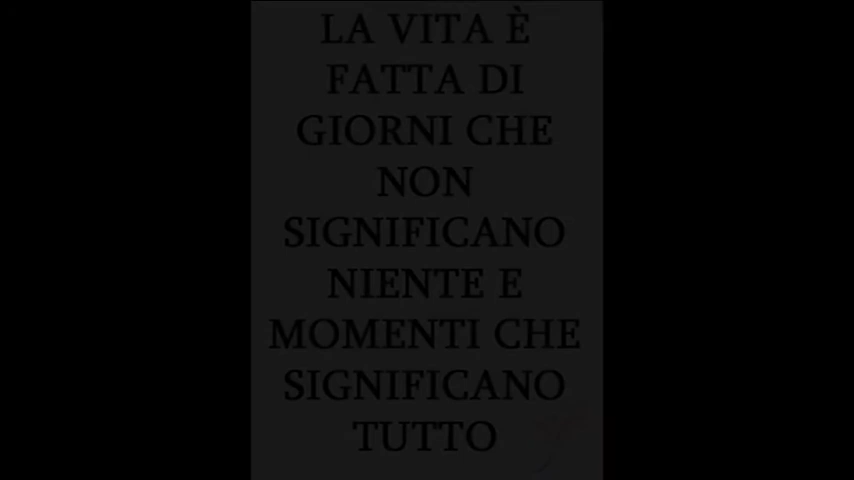 LA VITA È
FATTA DI
GIORNI CHE
NON
SIGNIFICANO
NIENTE E
MOMENTI CHE
SIGNIFICANO
TUTTO